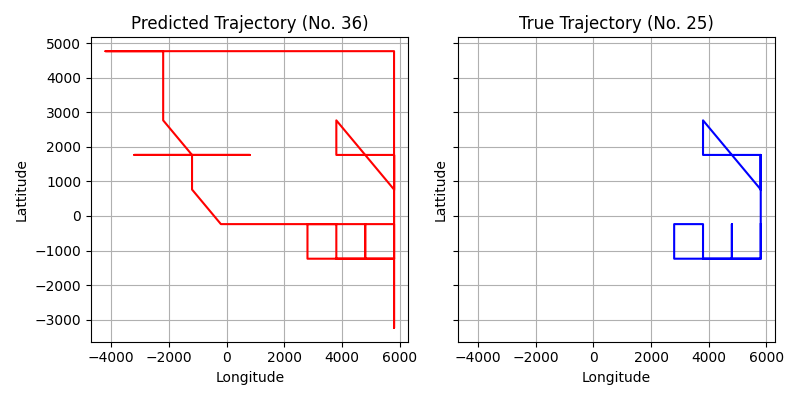 Predicted Trajectory (No. 36)
True Trajectory (No. 25)
5000
4000
3000
2000
1000
0
−1000
−2000
−3000
Lattitude
Lattitude
−4000 −2000 0 2000 4000 6000
−4000 −2000 0 2000 4000 6000
Longitude
Longitude